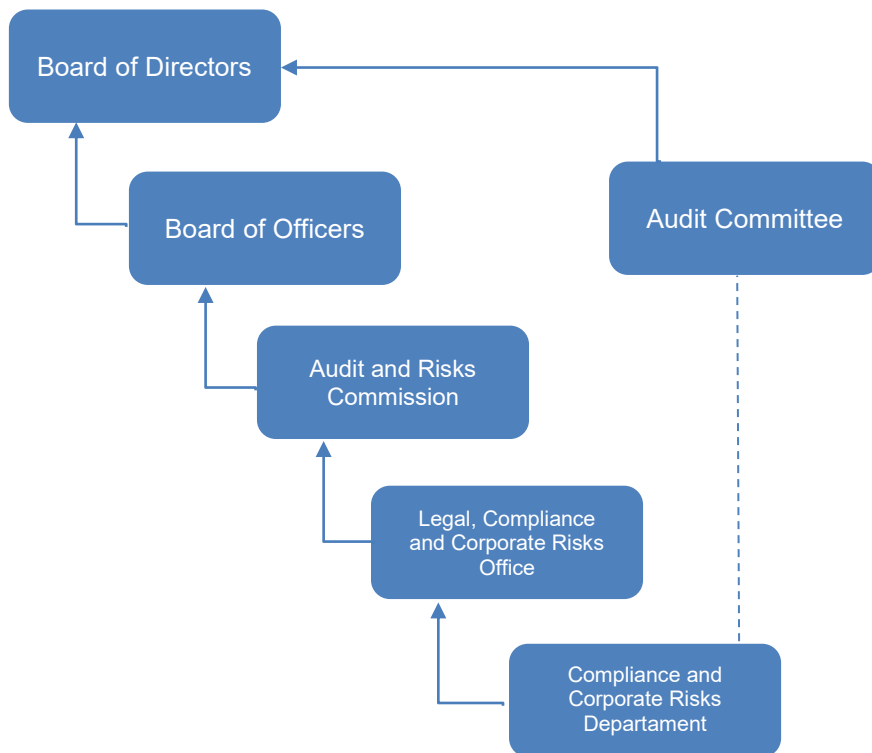 Board of Directors
Board of Officers
Audit Committee
Audit and Risks
Commission
Legal, Compliance
and Corporate Risks
Office
Compliance and
Corporate Risks
Departament